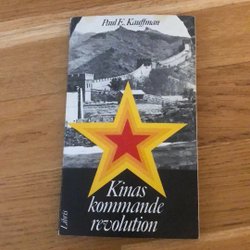 Paul E. Kauffman
Kinas
kommande
revolution
Libris